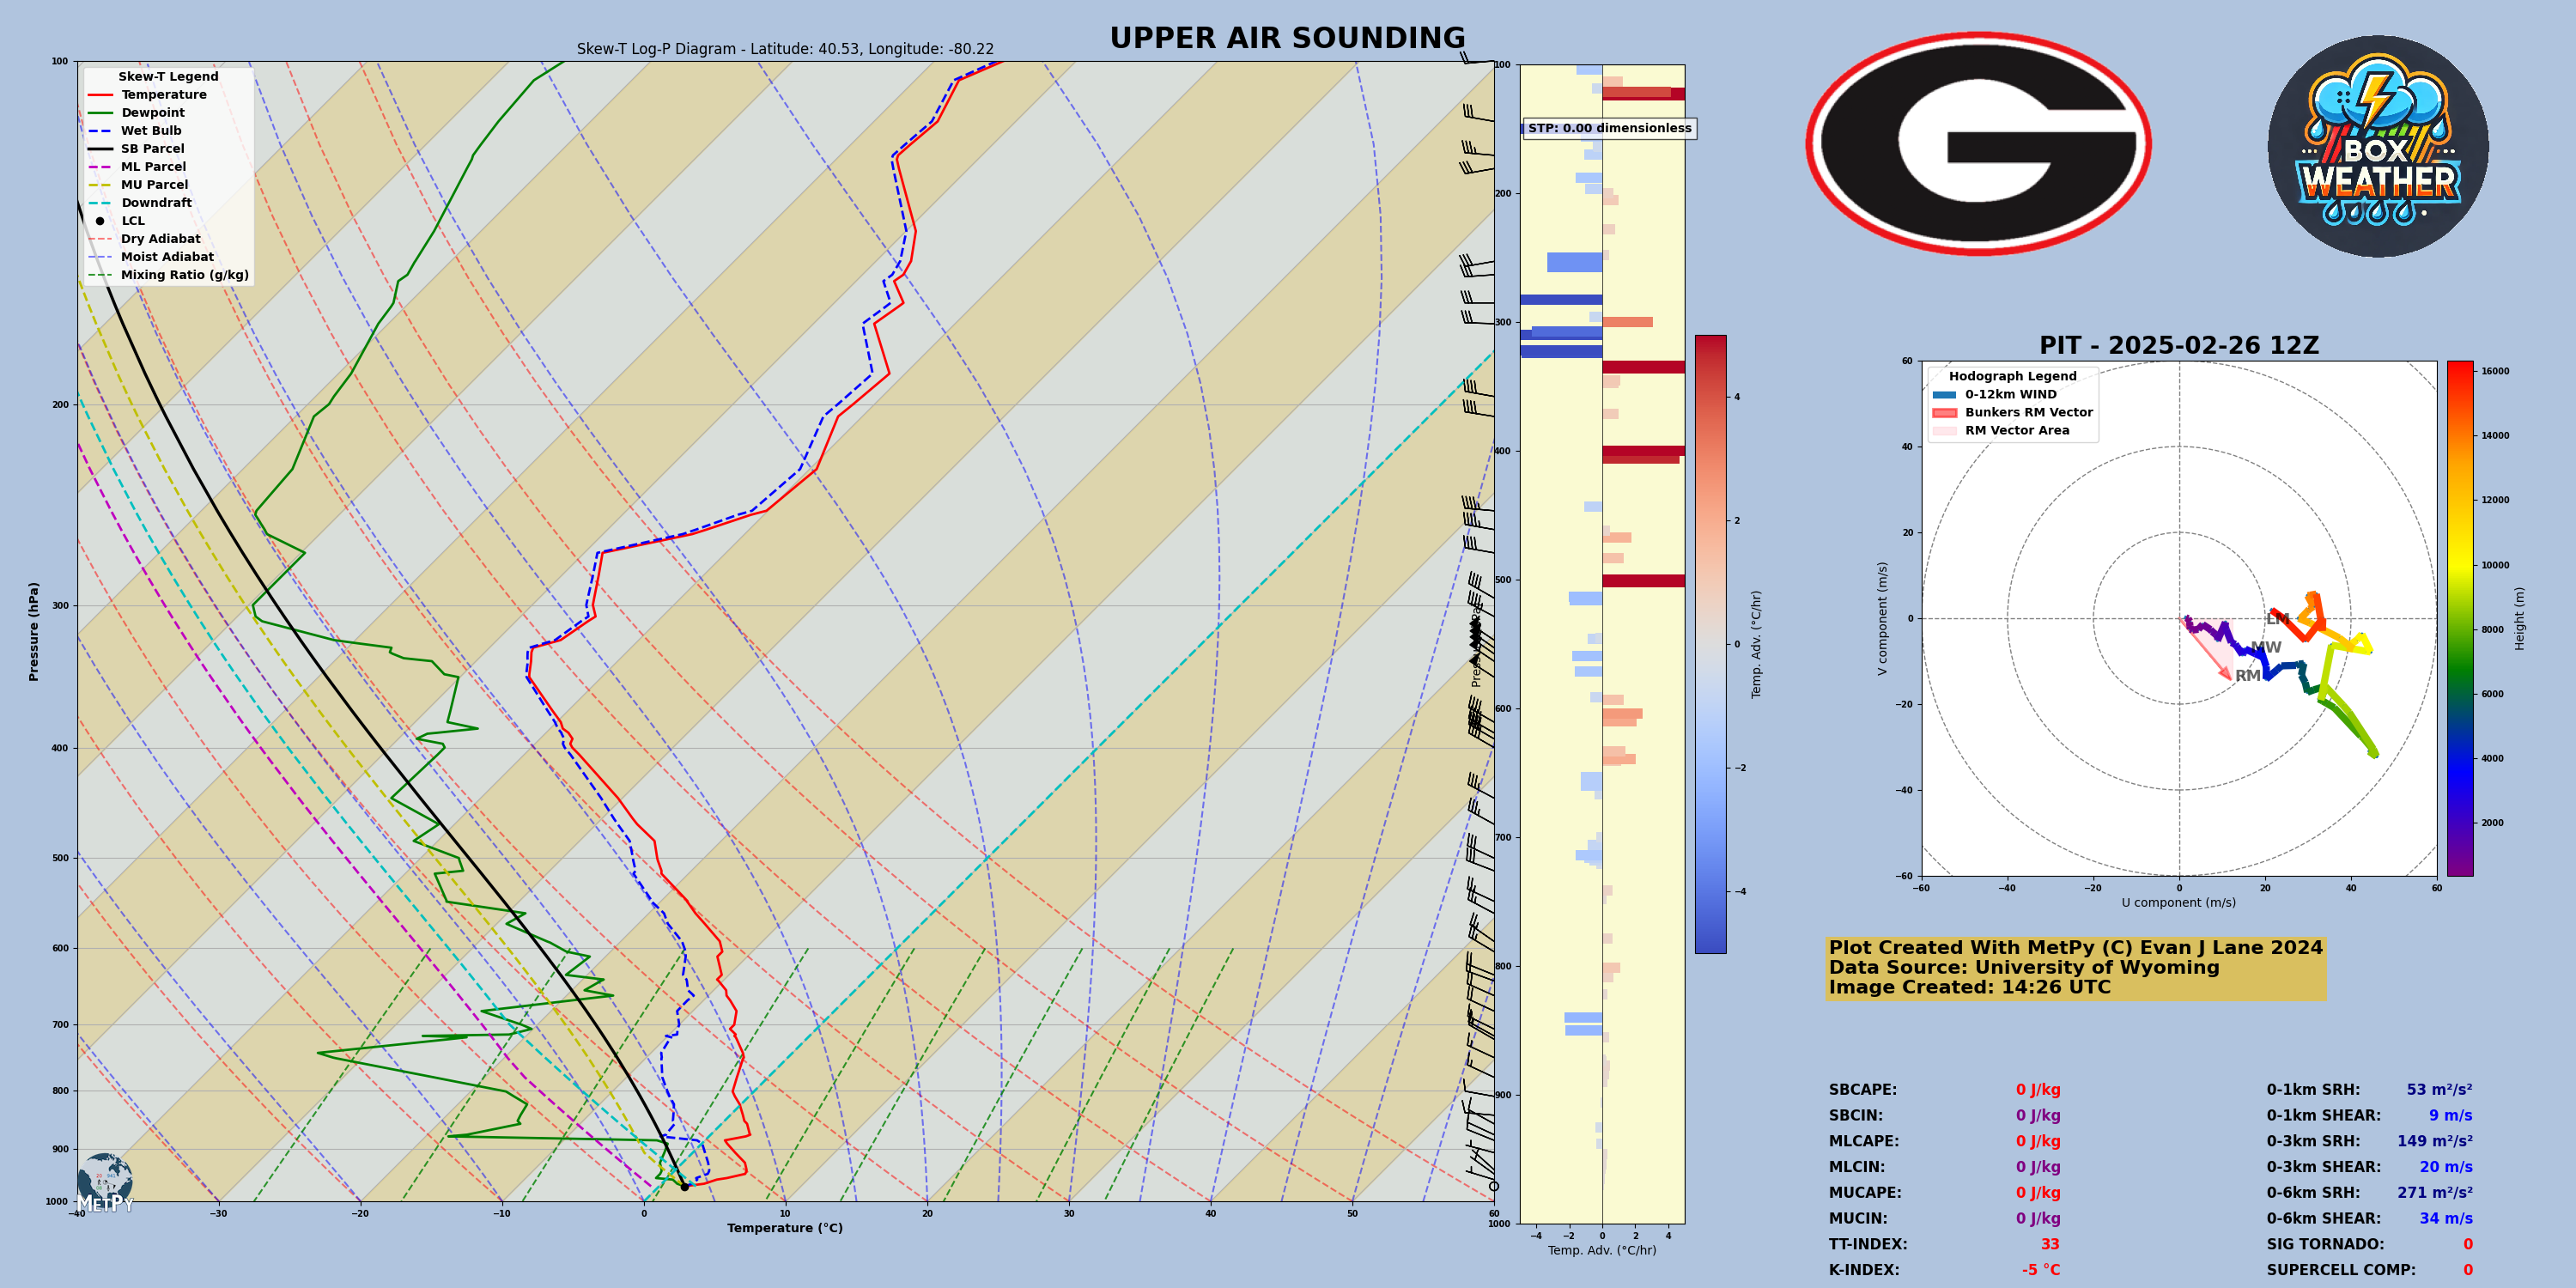 UPPER AIR SOUNDING
Skew-T Log-P Diagram - Latitude: 40.53, Longitude: -80.22
Skew-T Legend
Temperature
Dewpoint
Wet Bulb
SB Parcel
ML Parcel
MU Parcel
Downdraft
LCL
Dry Adiabat
Moist Adiabat
Mixing Ratio (g/kg)
100
200
300
400
500
600
700
800
900
1000
Pressure (hPa)
−40
−30
−20
−10
0
10
20
30
40
50
60
Temperature (°C)
METPY
STP: 0.00 dimensionless
100
200
300
400
500
600
700
800
900
1000
−4
−2
0
2
4
Temp. Adv. (°C/hr)
4
2
0
−2
−4
Temp. Adv. (°C/hr)
G
BOX
WEATHER
PIT - 2025-02-26 12Z
Hodograph Legend
0-12km WIND
Bunkers RM Vector
RM Vector Area
60
40
20
0
−20
−40
−60
V component (m/s)
LM
MW
RM
−60
−40
−20
0
20
40
60
U component (m/s)
16000
14000
12000
10000
8000
6000
4000
2000
Height (m)
Plot Created With MetPy (C) Evan J Lane 2024
Data Source: University of Wyoming
Image Created: 14:26 UTC
SBCAPE: 0 J/kg
SBCIN: 0 J/kg
MLCAPE: 0 J/kg
MLCIN: 0 J/kg
MUCAPE: 0 J/kg
MUCIN: 0 J/kg
TT-INDEX: 33
K-INDEX: -5 °C
0-1km SRH: 53 m²/s²
0-1km SHEAR: 9 m/s
0-3km SRH: 149 m²/s²
0-3km SHEAR: 20 m/s
0-6km SRH: 271 m²/s²
0-6km SHEAR: 34 m/s
SIG TORNADO: 0
SUPERCELL COMP: 0